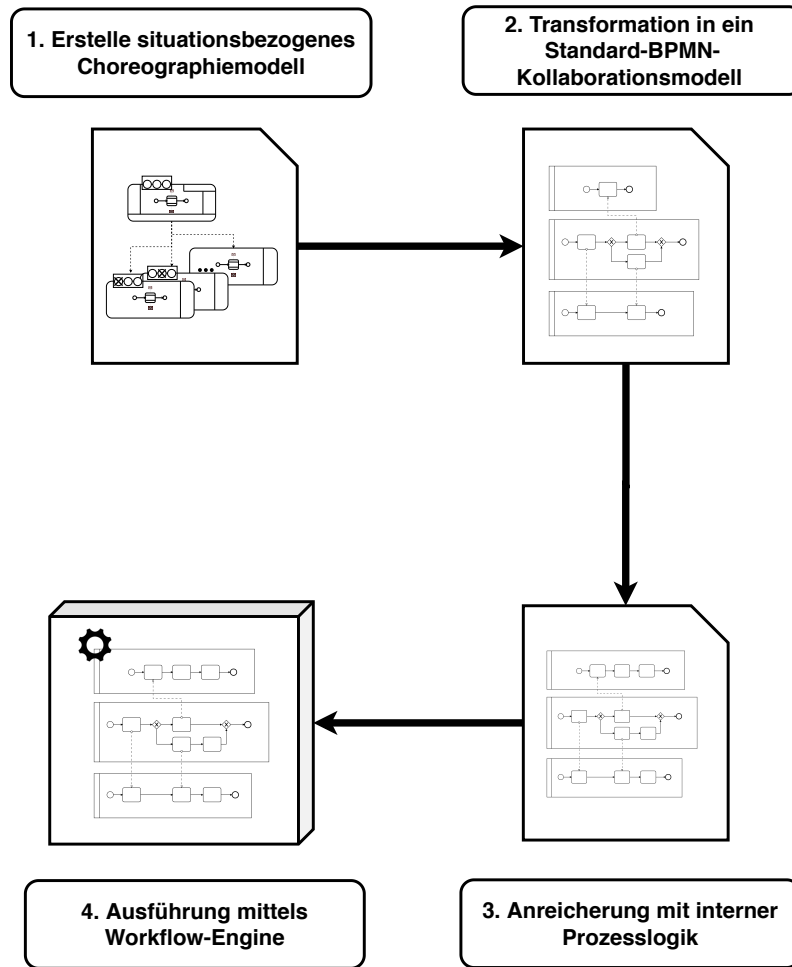 1. Erstelle situationsbezogenes
Choreographiemodell
2. Transformation in ein
Standard-BPMN-
Kollaborationsmodell
4. Ausführung mittels
Workflow-Engine
3. Anreicherung mit interner
Prozesslogik